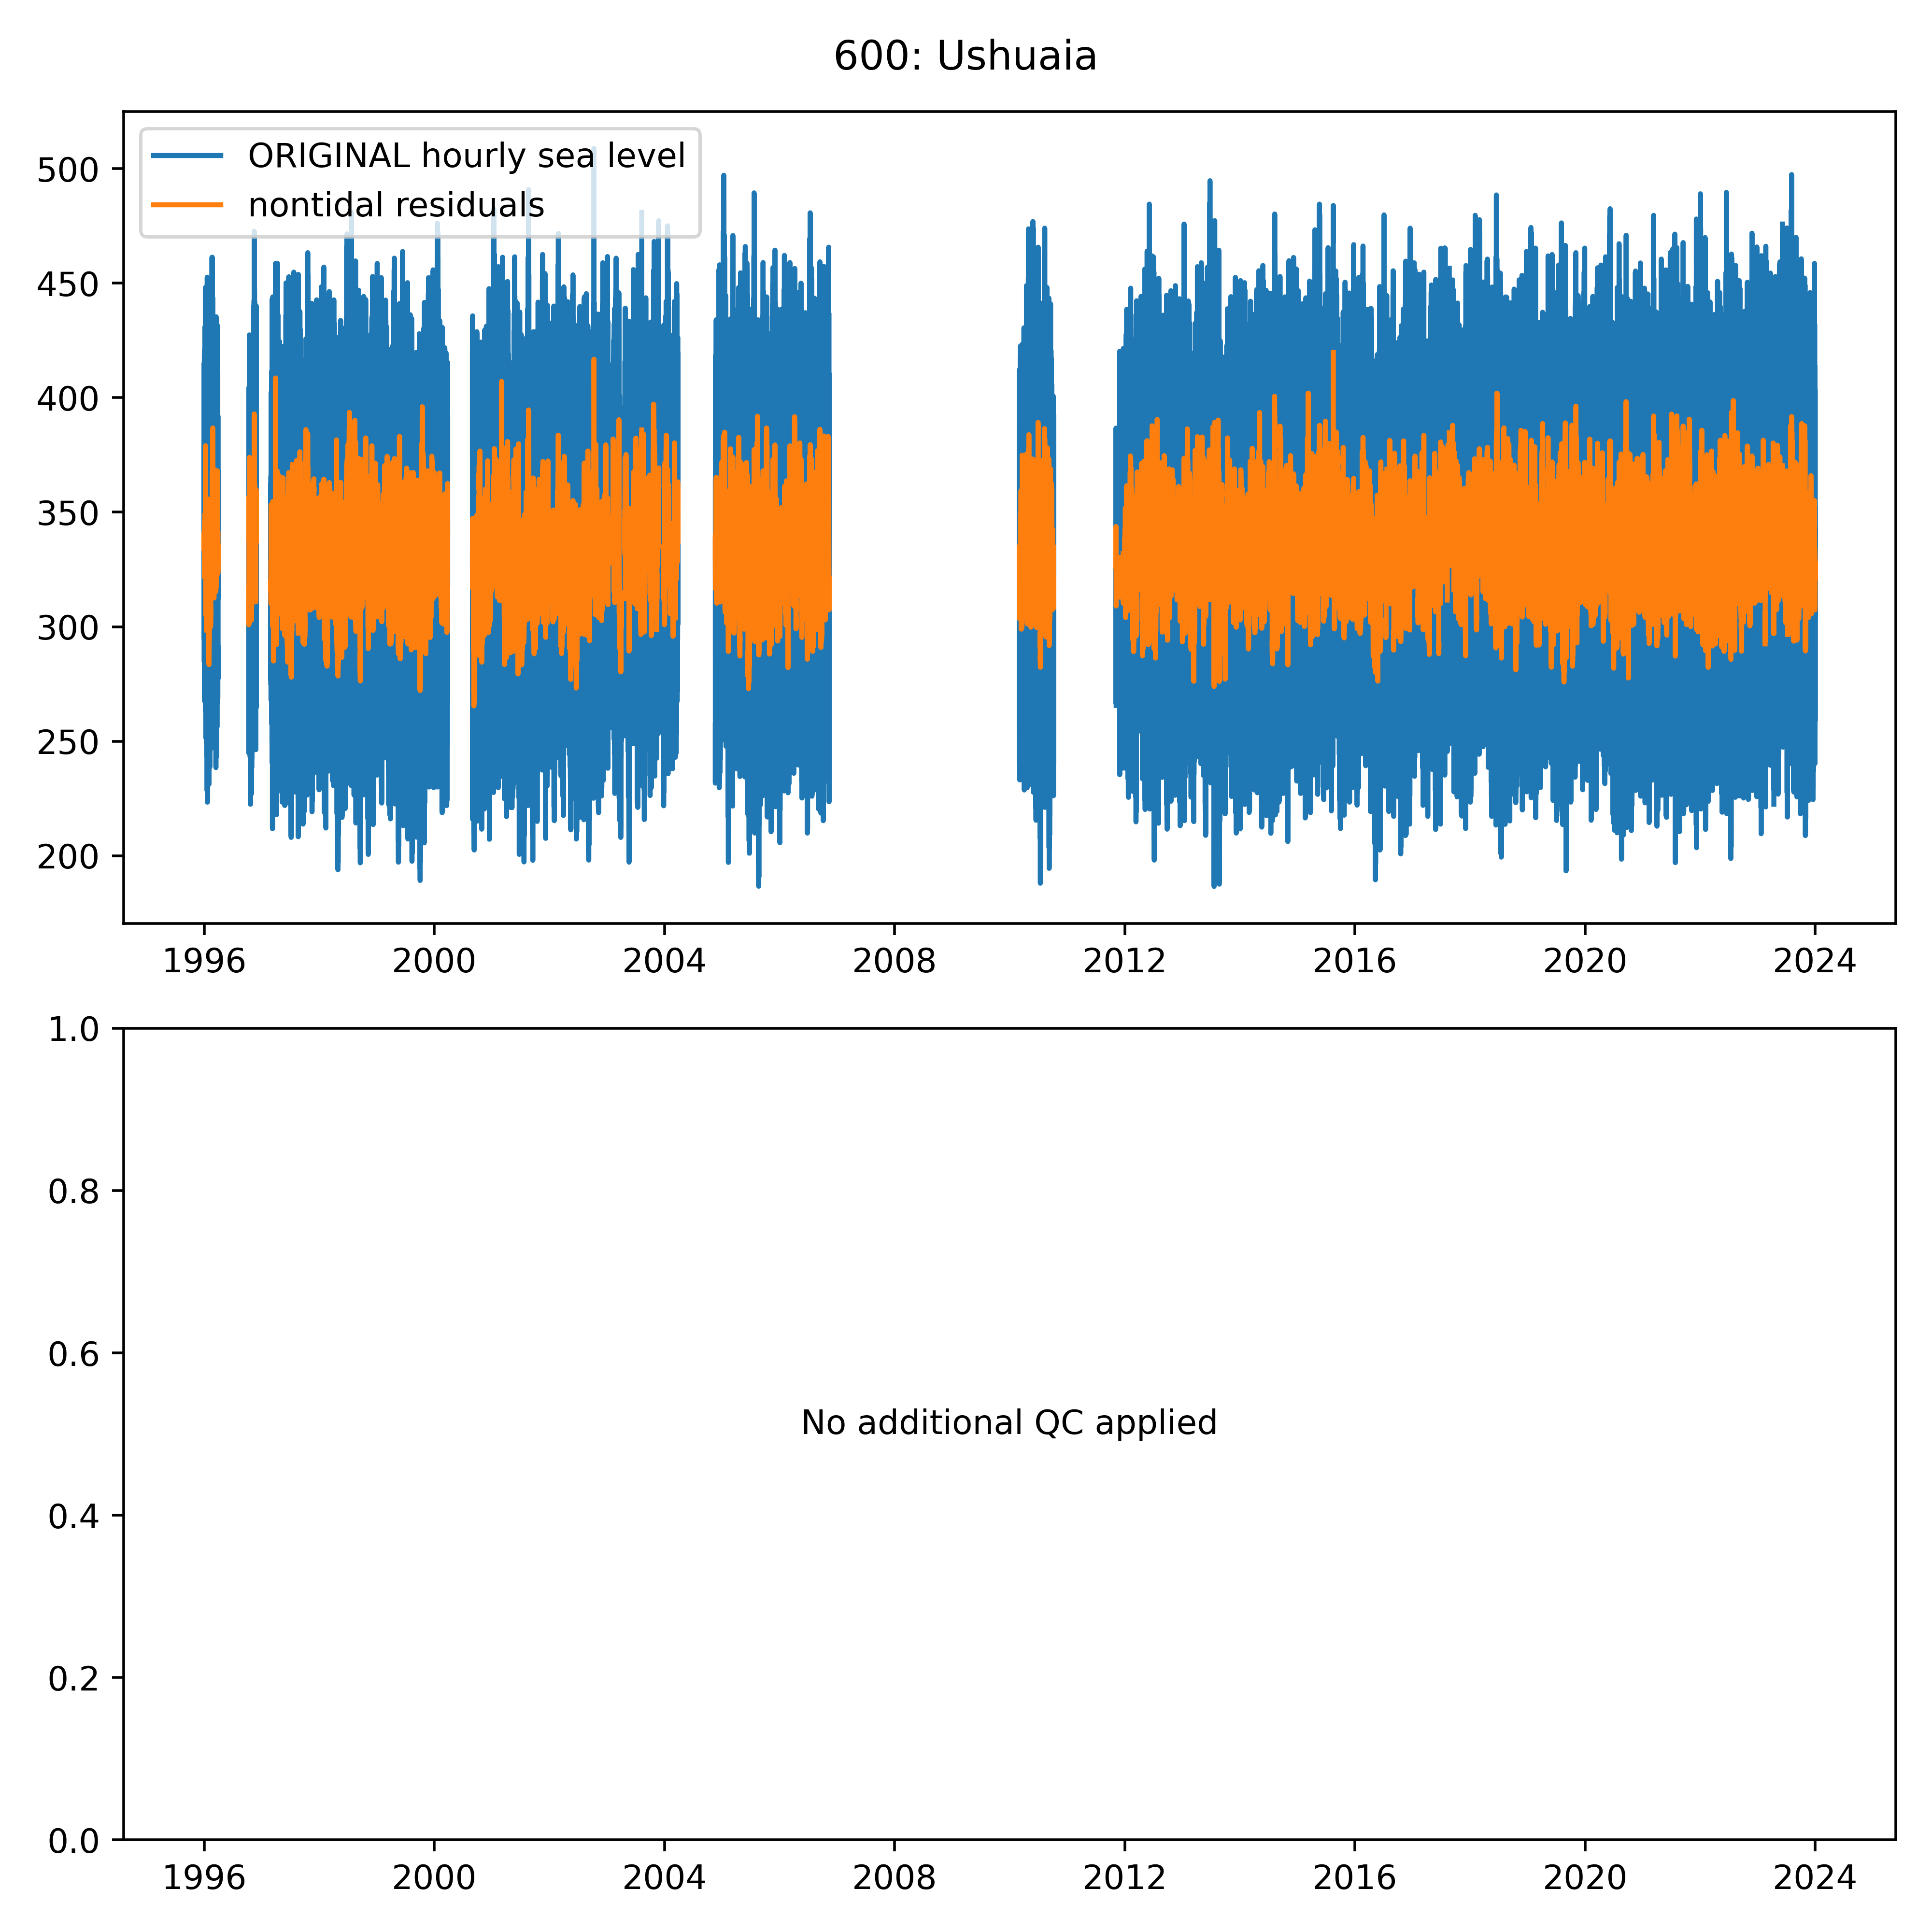 600: Ushuaia
ORIGINAL hourly sea level
nontidal residuals
500
450
400
350
300
250
200
1996 2000 2004 2008 2012 2016 2020 2024
1.0
0.8
0.6
No additional QC applied
0.4
0.2
0.0
1996 2000 2004 2008 2012 2016 2020 2024